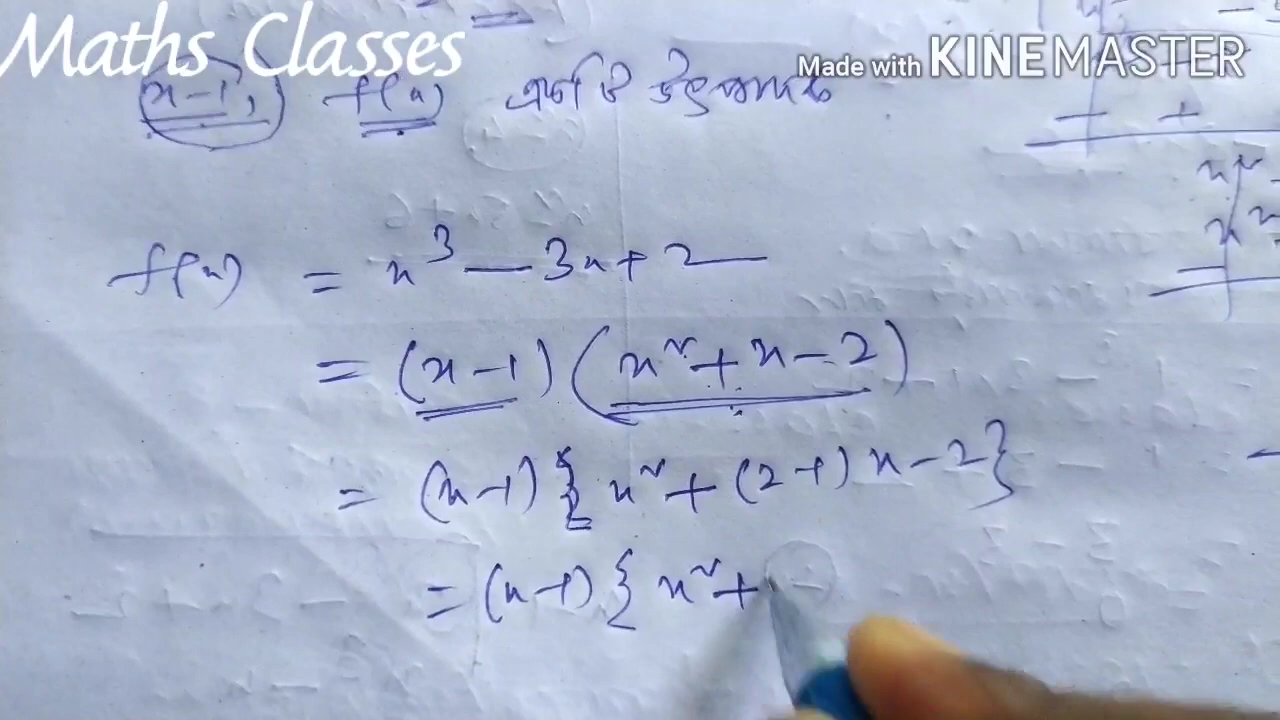 Maths Classes
Made with KINEMASTER
x-1, f(x) একটি উৎপাদক
f(x) = x³ - 3x + 2
= (x-1)(x² + x - 2)
= (x-1){x² + (2-1)x - 2}
= (x-1){x² +